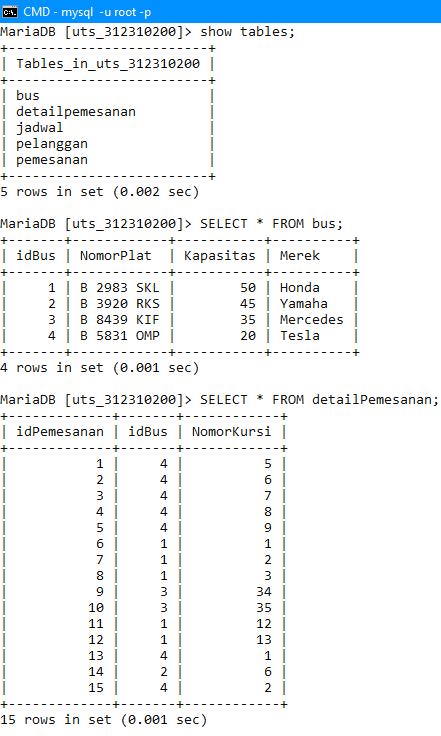 CMD - mysql -u root -p
MariaDB [uts_312310200]> show tables;
+-------------------------+
| Tables_in_uts_312310200 |
+-------------------------+
| bus                     |
| detailpemesanan         |
| jadwal                  |
| pelanggan               |
| pemesanan               |
+-------------------------+
5 rows in set (0.002 sec)

MariaDB [uts_312310200]> SELECT * FROM bus;
+-------+------------+-----------+----------+
| idBus | NomorPlat  | Kapasitas | Merek    |
+-------+------------+-----------+----------+
|     1 | B 2983 SKL |        50 | Honda    |
|     2 | B 3920 RKS |        45 | Yamaha   |
|     3 | B 8439 KIF |        35 | Mercedes |
|     4 | B 5831 OMP |        20 | Tesla    |
+-------+------------+-----------+----------+
4 rows in set (0.001 sec)

MariaDB [uts_312310200]> SELECT * FROM detailPemesanan;
+-------------+-------+------------+
| idPemesanan | idBus | NomorKursi |
+-------------+-------+------------+
|           1 |     4 |          5 |
|           2 |     4 |          6 |
|           3 |     4 |          7 |
|           4 |     4 |          8 |
|           5 |     4 |          9 |
|           6 |     1 |          1 |
|           7 |     1 |          2 |
|           8 |     1 |          3 |
|           9 |     3 |         34 |
|          10 |     3 |         35 |
|          11 |     1 |         12 |
|          12 |     1 |         13 |
|          13 |     4 |          1 |
|          14 |     2 |          6 |
|          15 |     4 |          2 |
+-------------+-------+------------+
15 rows in set (0.001 sec)